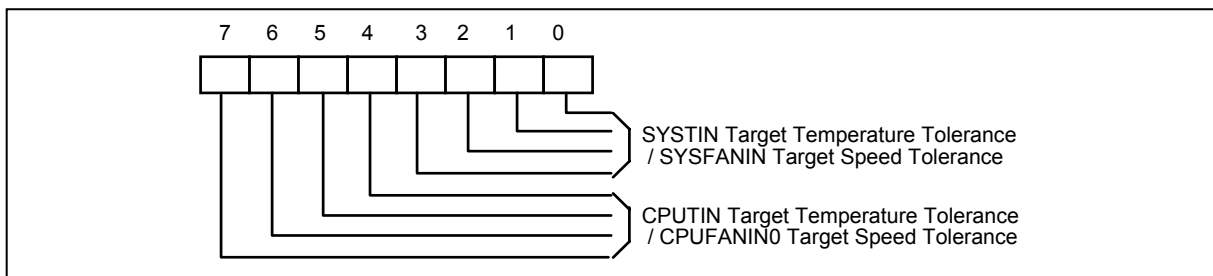 7 6 5 4 3 2 1 0
SYSTIN Target Temperature Tolerance
/ SYSFANIN Target Speed Tolerance
CPUTIN Target Temperature Tolerance
/ CPUFANIN0 Target Speed Tolerance